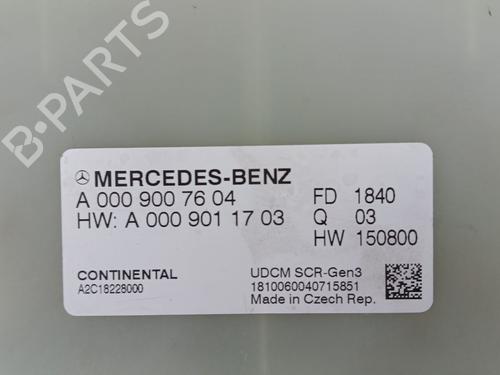 B-PARTS
MERCEDES-BENZ
A 000 900 76 04
HW: A 000 901 17 03
FD 1840
Q 03
HW 150800
CONTINENTAL
A2C18228000
UDCM SCR-Gen3
1810060040715851
Made in Czech Rep.